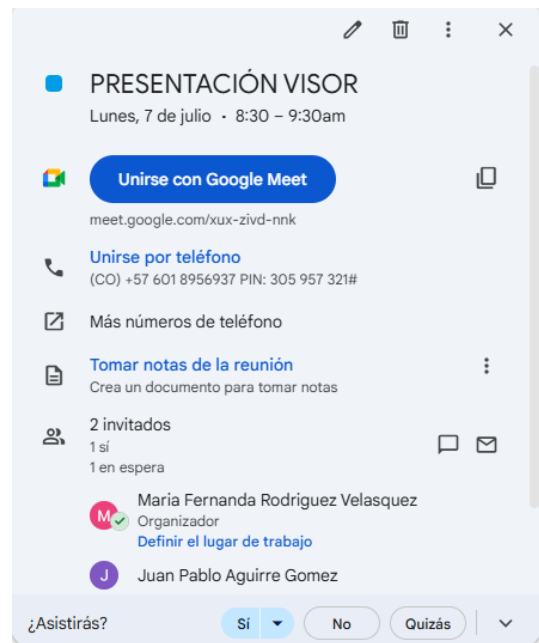 PRESENTACIÓN VISOR
Lunes, 7 de julio • 8:30 – 9:30am
Unirse con Google Meet
meet.google.com/xux-zivd-nnk
Unirse por teléfono
(CO) +57 601 8956937 PIN: 305 957 321#
Más números de teléfono
Tomar notas de la reunión
Crea un documento para tomar notas
2 invitados
1 sí
1 en espera
M
Maria Fernanda Rodriguez Velasquez
Organizador
Definir el lugar de trabajo
J Juan Pablo Aguirre Gomez
¿Asistirás? Sí No Quizás